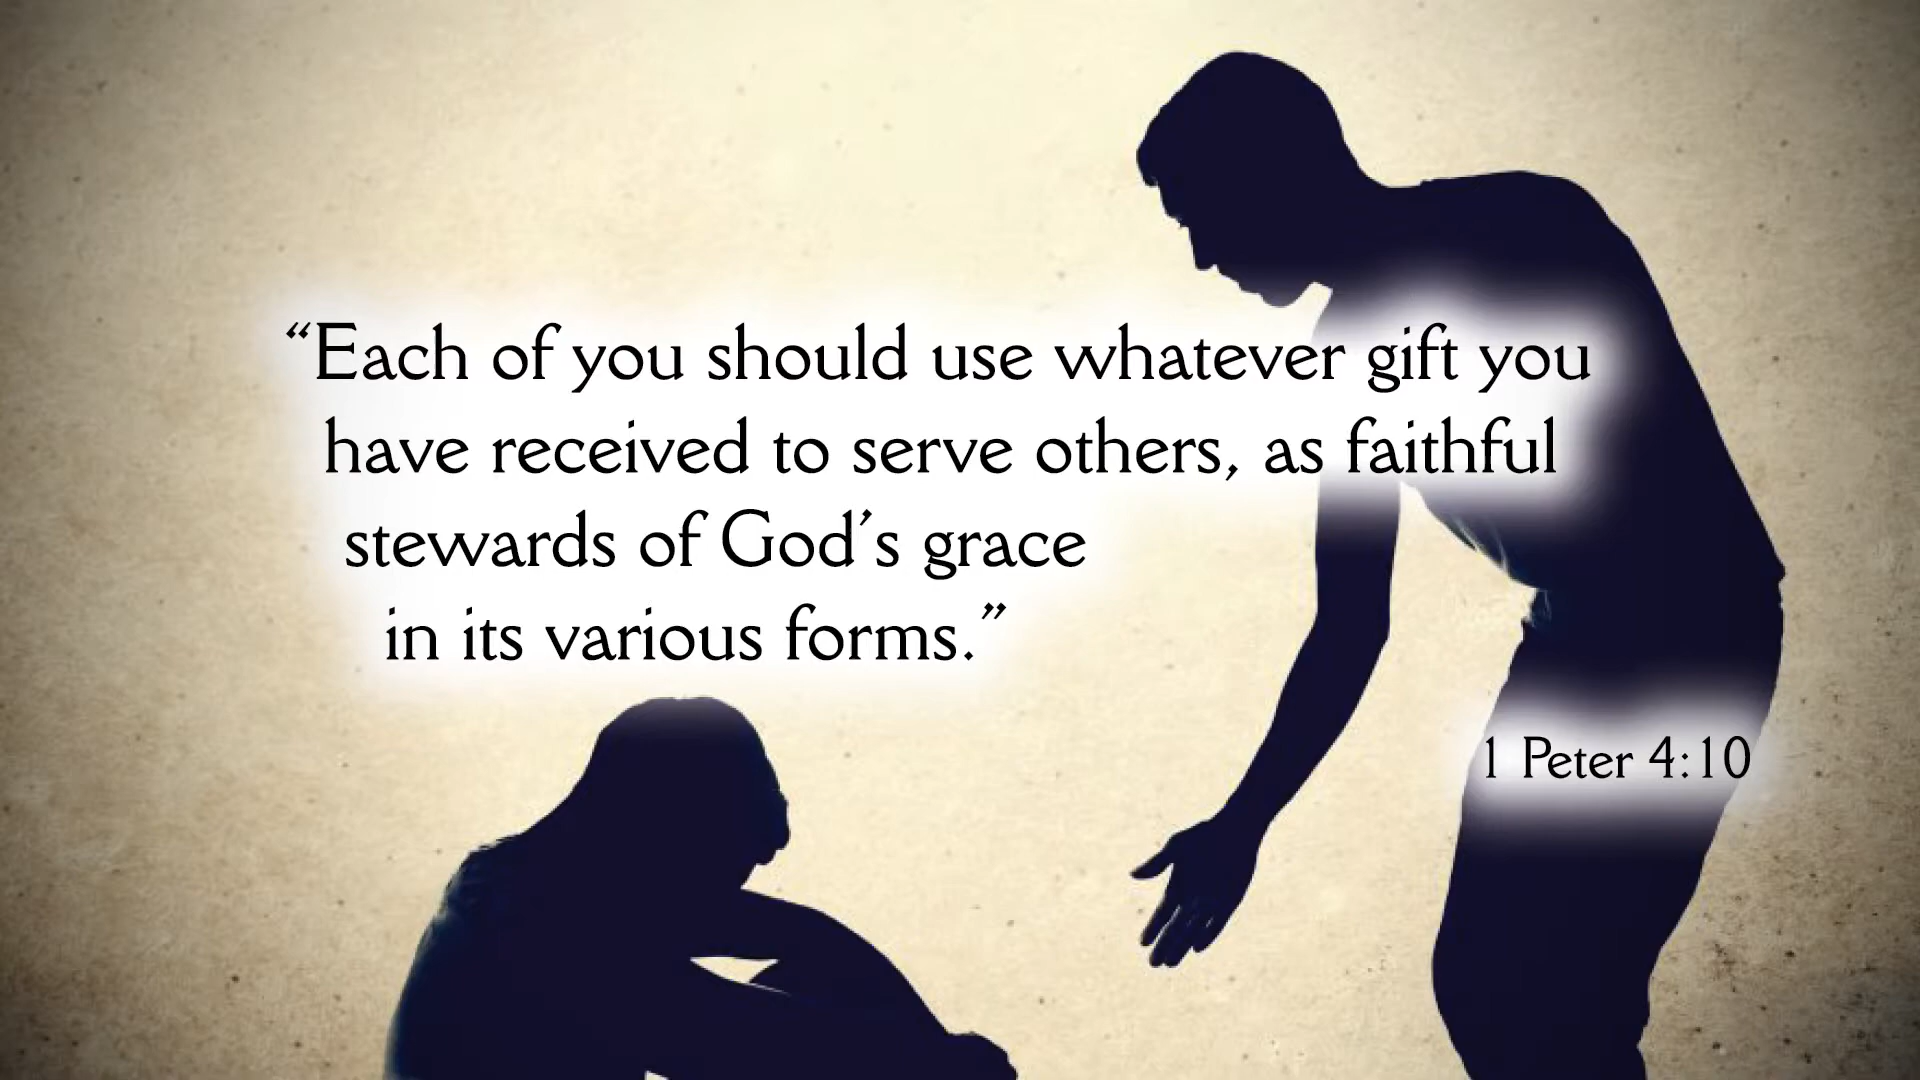 “Each of you should use whatever gift you
have received to serve others, as faithful
stewards of God’s grace
in its various forms.”
1 Peter 4:10